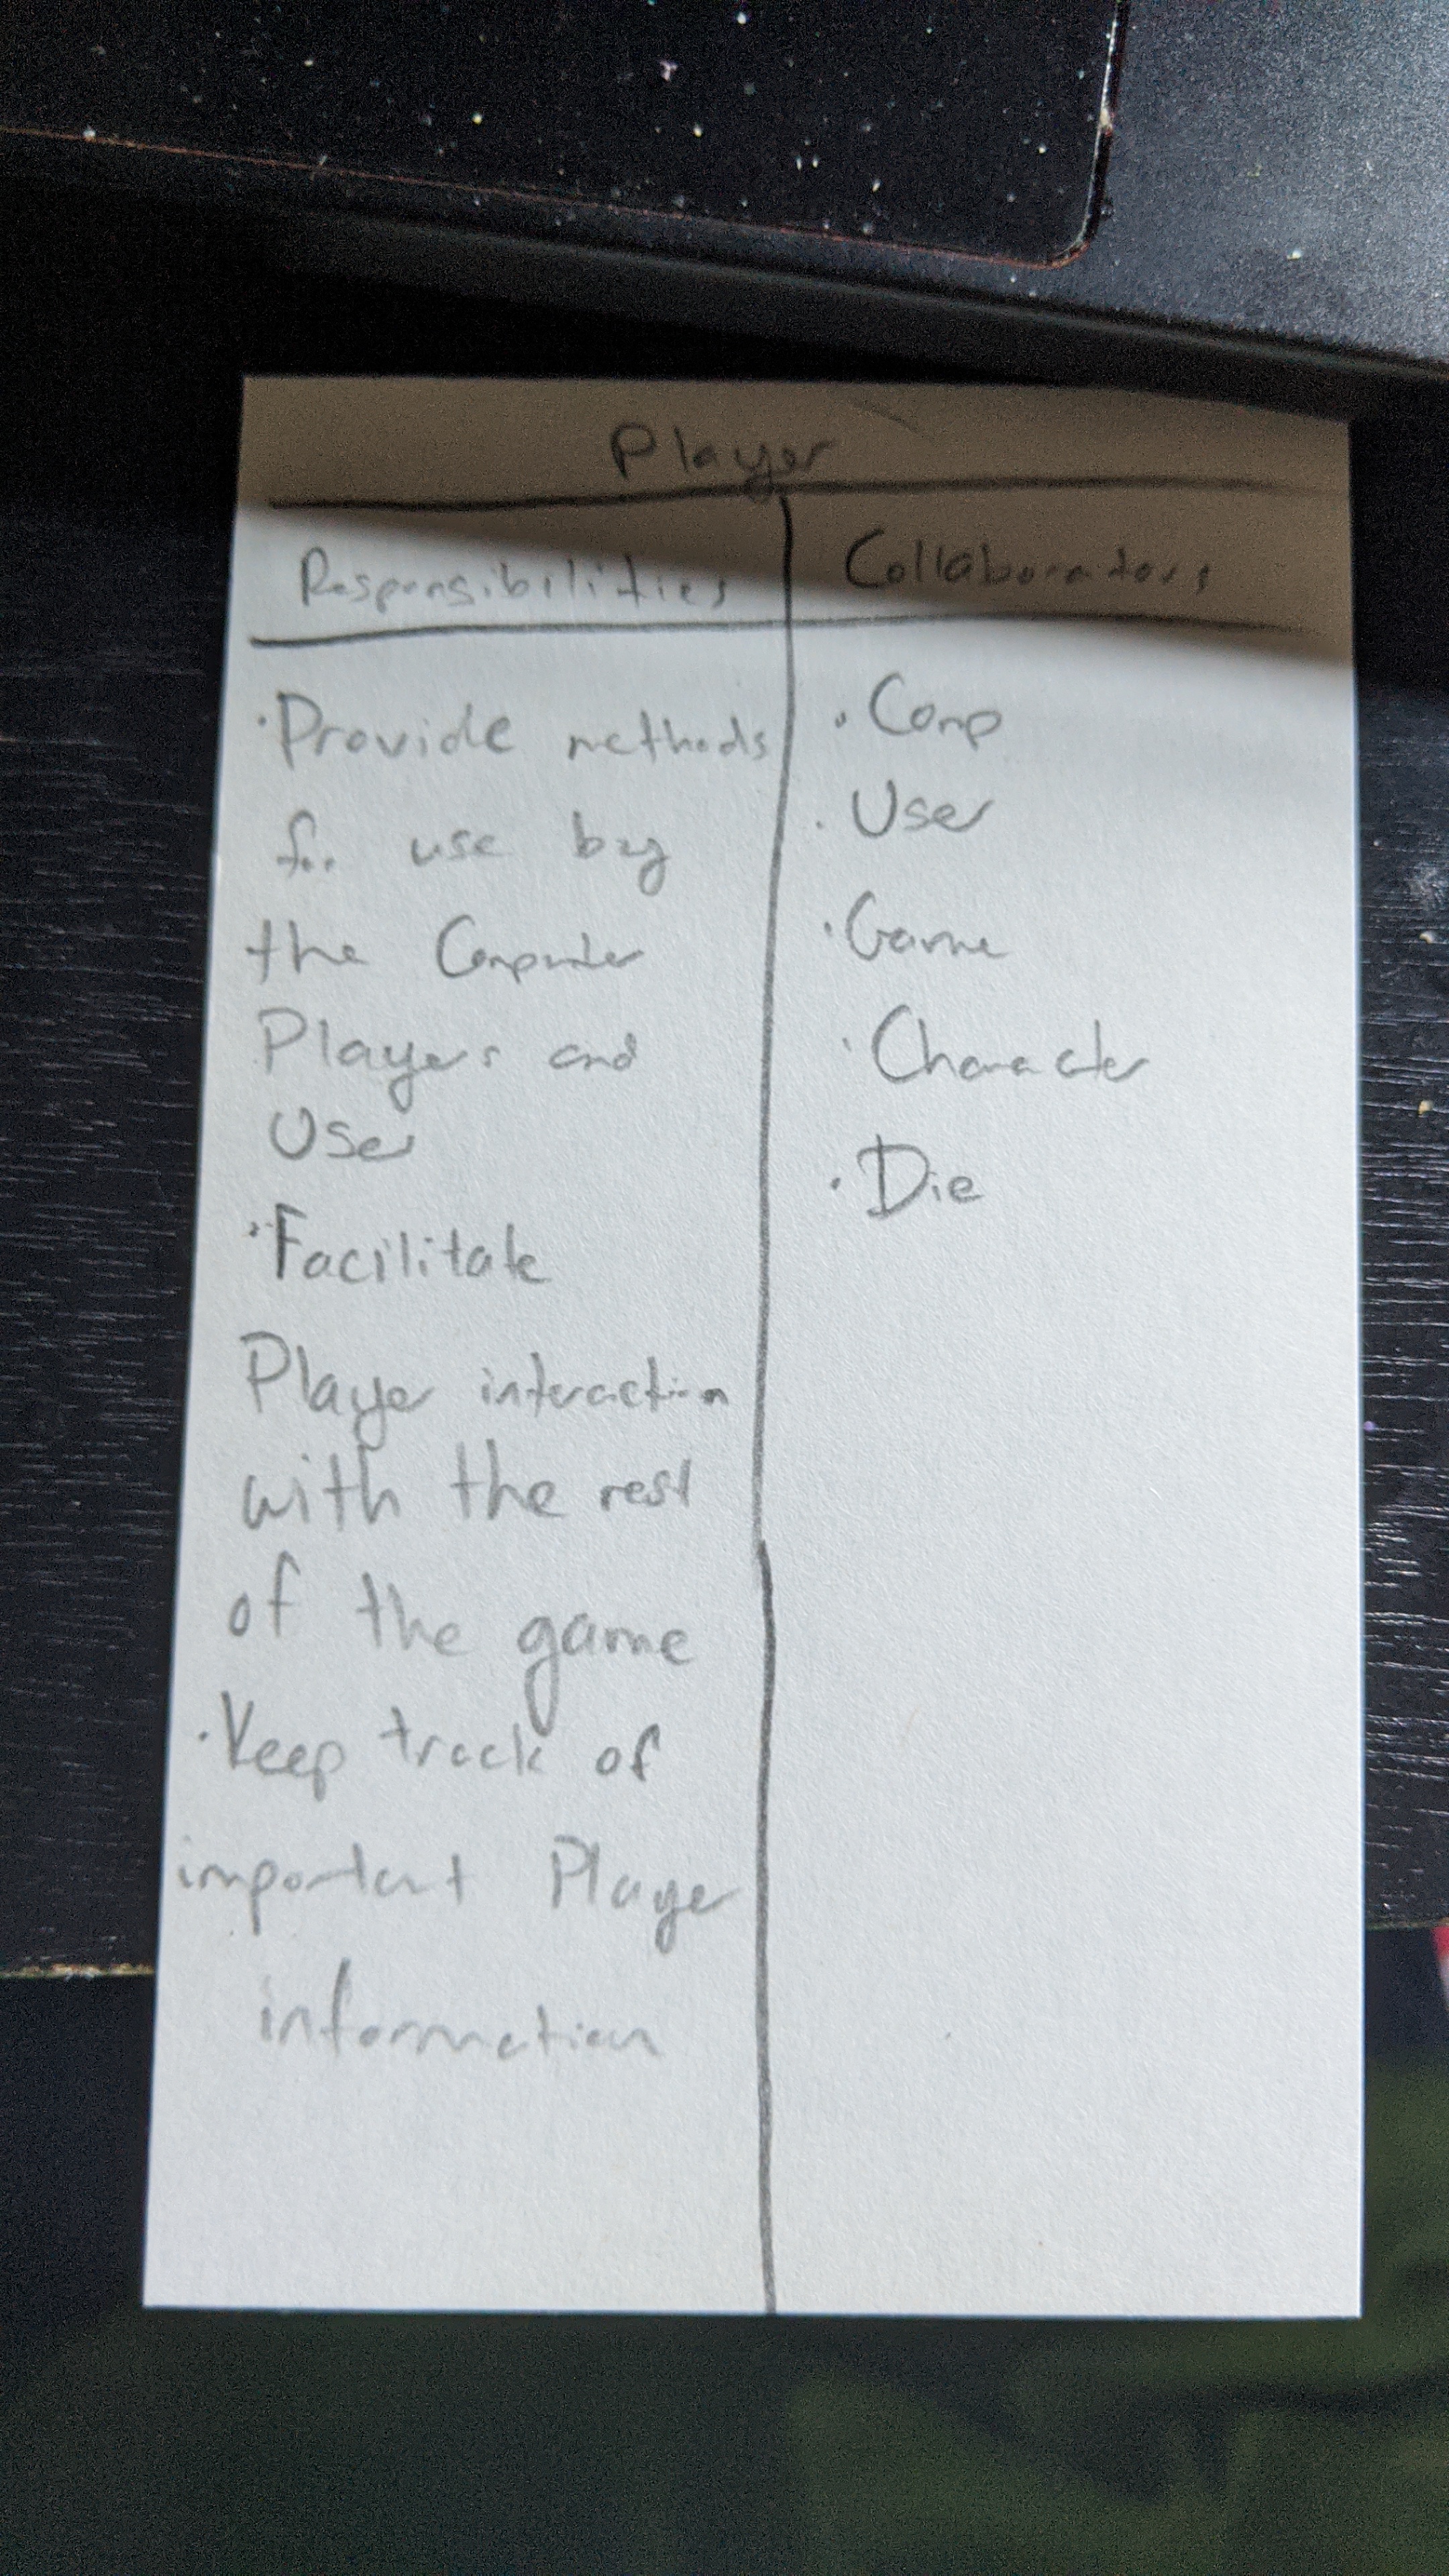 Player
Responsibilities
Collaborators
· Provide methods
for use by
the Computer
Players and
User
· Facilitate
Player interaction
with the rest
of the game
· Keep track of
important Player
information
· Comp
· User
· Game
· Character
· Die